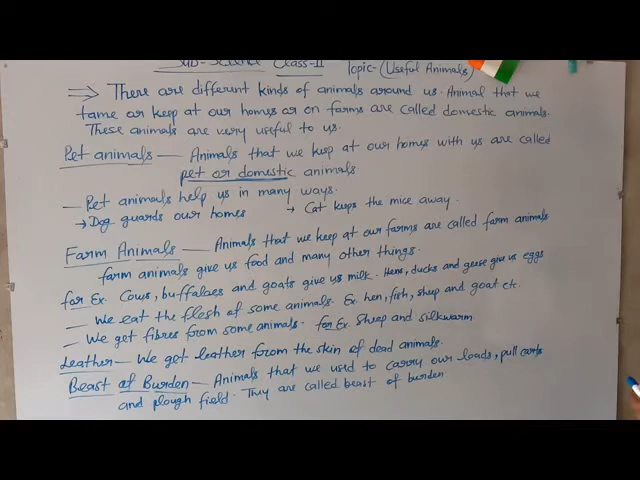 Sub-Science Class-II Topic-(Useful Animals)
⇒ There are different kinds of animals around us. Animal that we
tame or keep at our homes or on farms are called domestic animals.
These animals are very useful to us.
Pet animals — Animals that we keep at our homes with us are called
pet or domestic animals
— Pet animals help us in many ways.
→ Dog guards our homes → Cat keeps the mice away.
Farm Animals — Animals that we keep at our farms are called farm animals
farm animals give us food and many other things.
for Ex. Cows, buffaloes and goats give us milk. Hens, ducks and geese give us eggs
— We eat the flesh of some animals. Ex. hen, fish, sheep and goat etc.
— We get fibres from some animals. for Ex. Sheep and silkwarm
Leather — We get leather from the skin of dead animals.
Beast of Burden — Animals that we used to carry our loads, pull carts
and plough field. They are called beast of burden